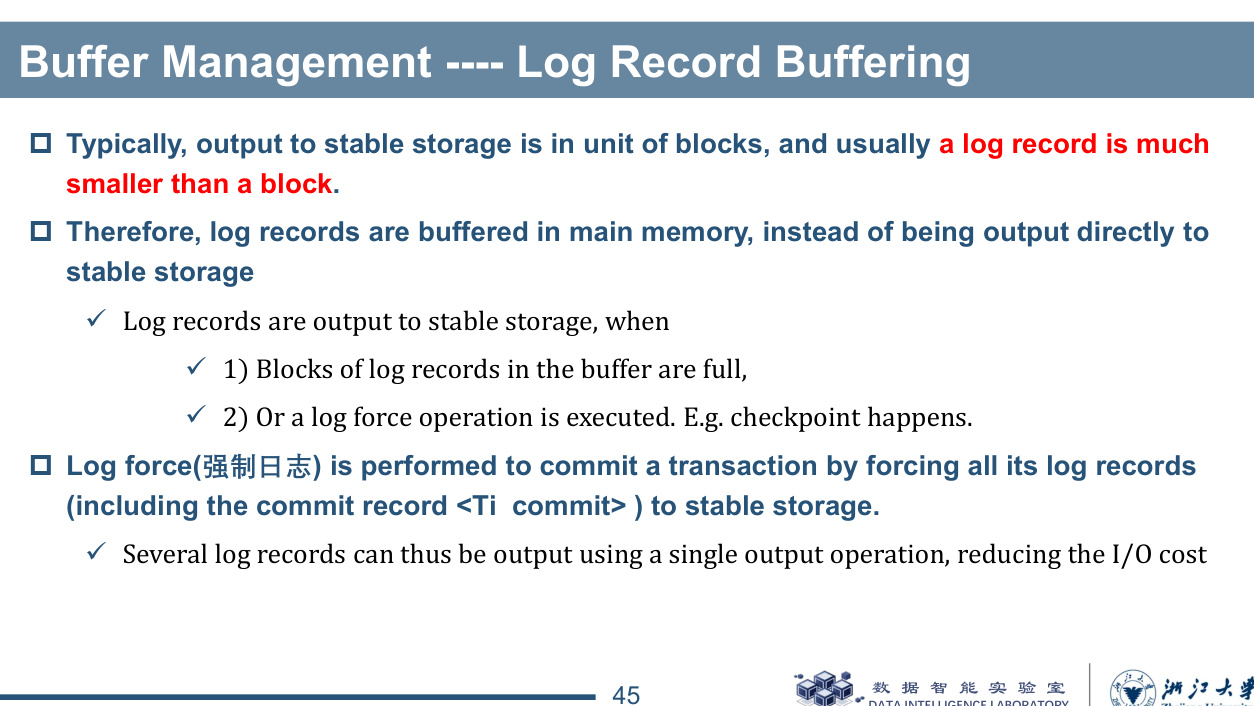 Buffer Management ---- Log Record Buffering
Typically, output to stable storage is in unit of blocks, and usually a log record is much
smaller than a block.
Therefore, log records are buffered in main memory, instead of being output directly to
stable storage
Log records are output to stable storage, when
1) Blocks of log records in the buffer are full,
2) Or a log force operation is executed. E.g. checkpoint happens.
Log force(强制日志) is performed to commit a transaction by forcing all its log records
(including the commit record <Ti commit> ) to stable storage.
Several log records can thus be output using a single output operation, reducing the I/O cost
45
数据智能实验室
DATA INTELLIGENCE LABORATORY
浙江大学